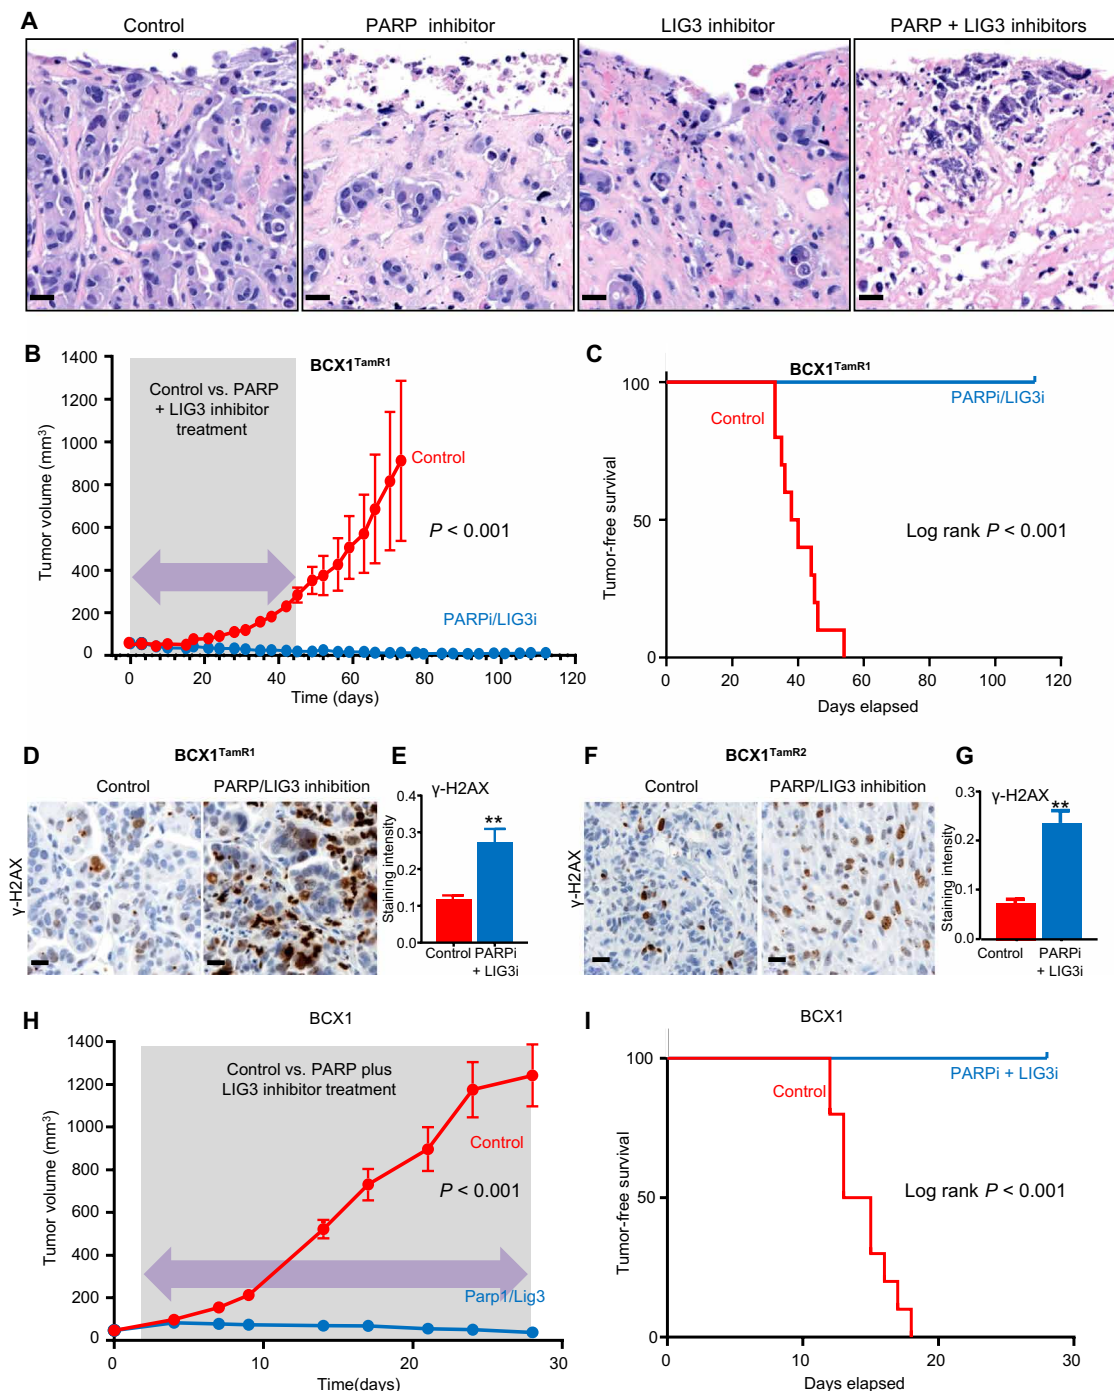 A
Control
PARP inhibitor
LIG3 inhibitor
PARP + LIG3 inhibitors
B
BCX1TamR1
Control vs. PARP
+ LIG3 inhibitor
treatment
Tumor volume (mm3)
1400
1200
1000
800
600
400
200
0
Control
P < 0.001
PARPi/LIG3i
0 20 40 60 80 100 120
Time (days)
C
BCX1TamR1
Tumor-free survival
100
50
0
PARPi/LIG3i
Control
Log rank P < 0.001
0 20 40 60 80 100 120
Days elapsed
D
BCX1TamR1
Control
PARP/LIG3 inhibition
γ-H2AX
E
γ-H2AX
Staining intensity
0.4
0.3
0.2
0.1
0.0
**
Control PARPi
+ LIG3i
F
BCX1TamR2
Control
PARP/LIG3 inhibition
γ-H2AX
G
γ-H2AX
Staining intensity
0.3
0.2
0.1
0.0
**
Control PARPi
+ LIG3i
H
BCX1
Control vs. PARP plus
LIG3 inhibitor treatment
Tumor volume (mm3)
1400
1200
1000
800
600
400
200
0
Control
P < 0.001
Parp1/Lig3
0 10 20 30
Time(days)
I
BCX1
Tumor-free survival
100
50
0
PARPi + LIG3i
Control
Log rank P < 0.001
0 10 20 30
Days elapsed